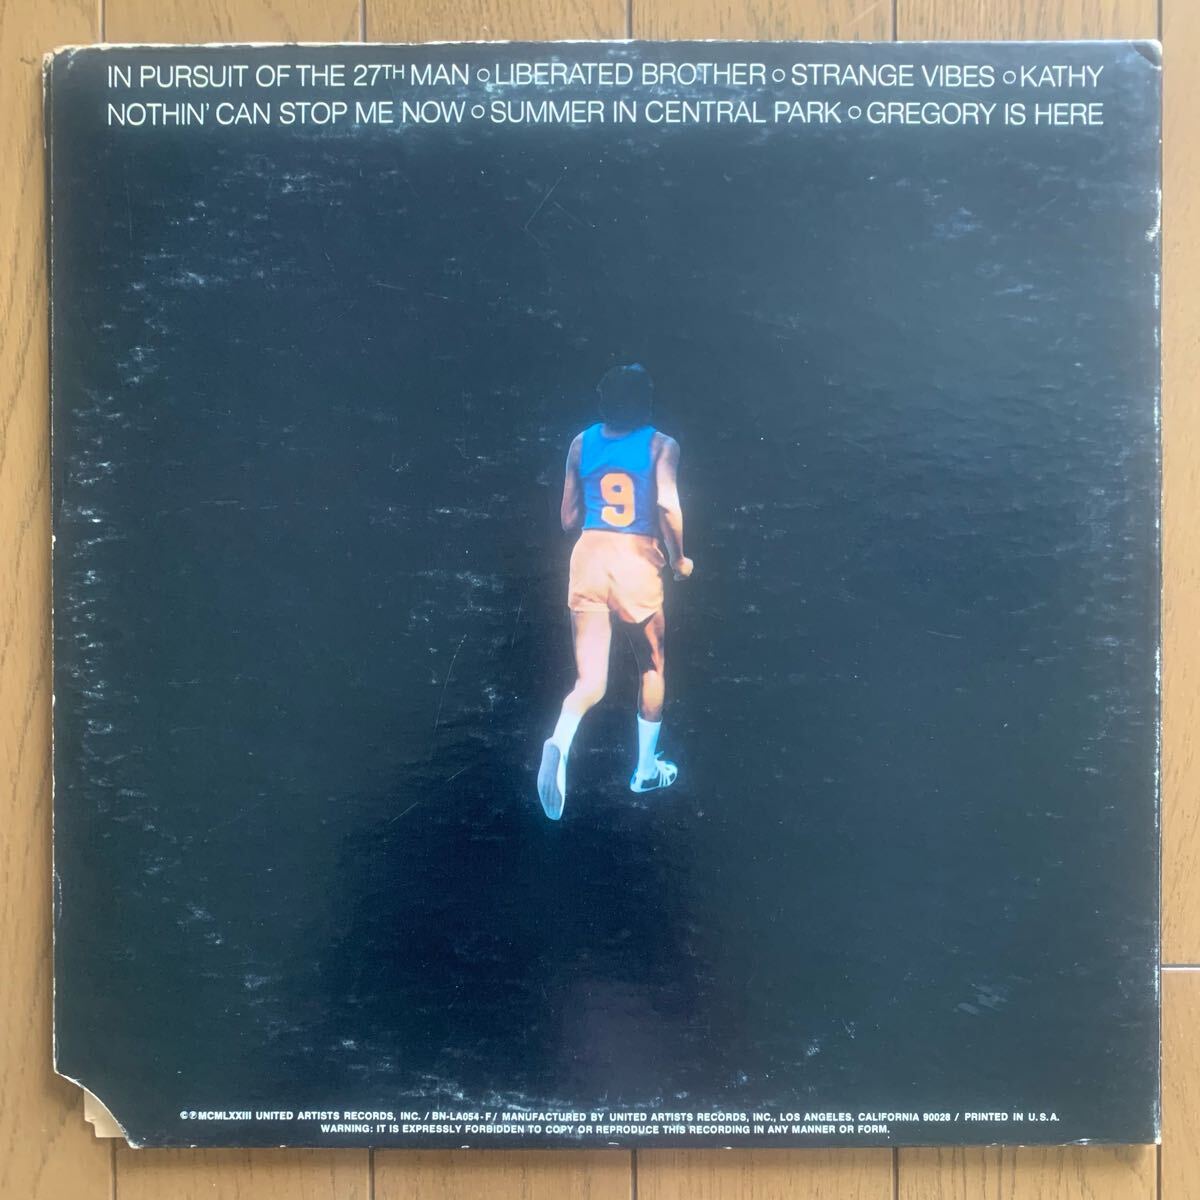 IN PURSUIT OF THE 27TH MAN ○ LIBERATED BROTHER ○ STRANGE VIBES ○ KATHY
NOTHIN' CAN STOP ME NOW ○ SUMMER IN CENTRAL PARK ○ GREGORY IS HERE
9
©℗ MCMLXXIII UNITED ARTISTS RECORDS, INC. / BN-LA054-F / MANUFACTURED BY UNITED ARTISTS RECORDS, INC., LOS ANGELES, CALIFORNIA 90028 / PRINTED IN U.S.A.
WARNING: IT IS EXPRESSLY FORBIDDEN TO COPY OR REPRODUCE THIS RECORDING IN ANY MANNER OR FORM.